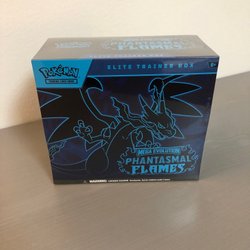 Pokémon
ELITE TRAINER BOX
MEGA EVOLUTION
PHANTASMAL
FLAMES
WARNING: